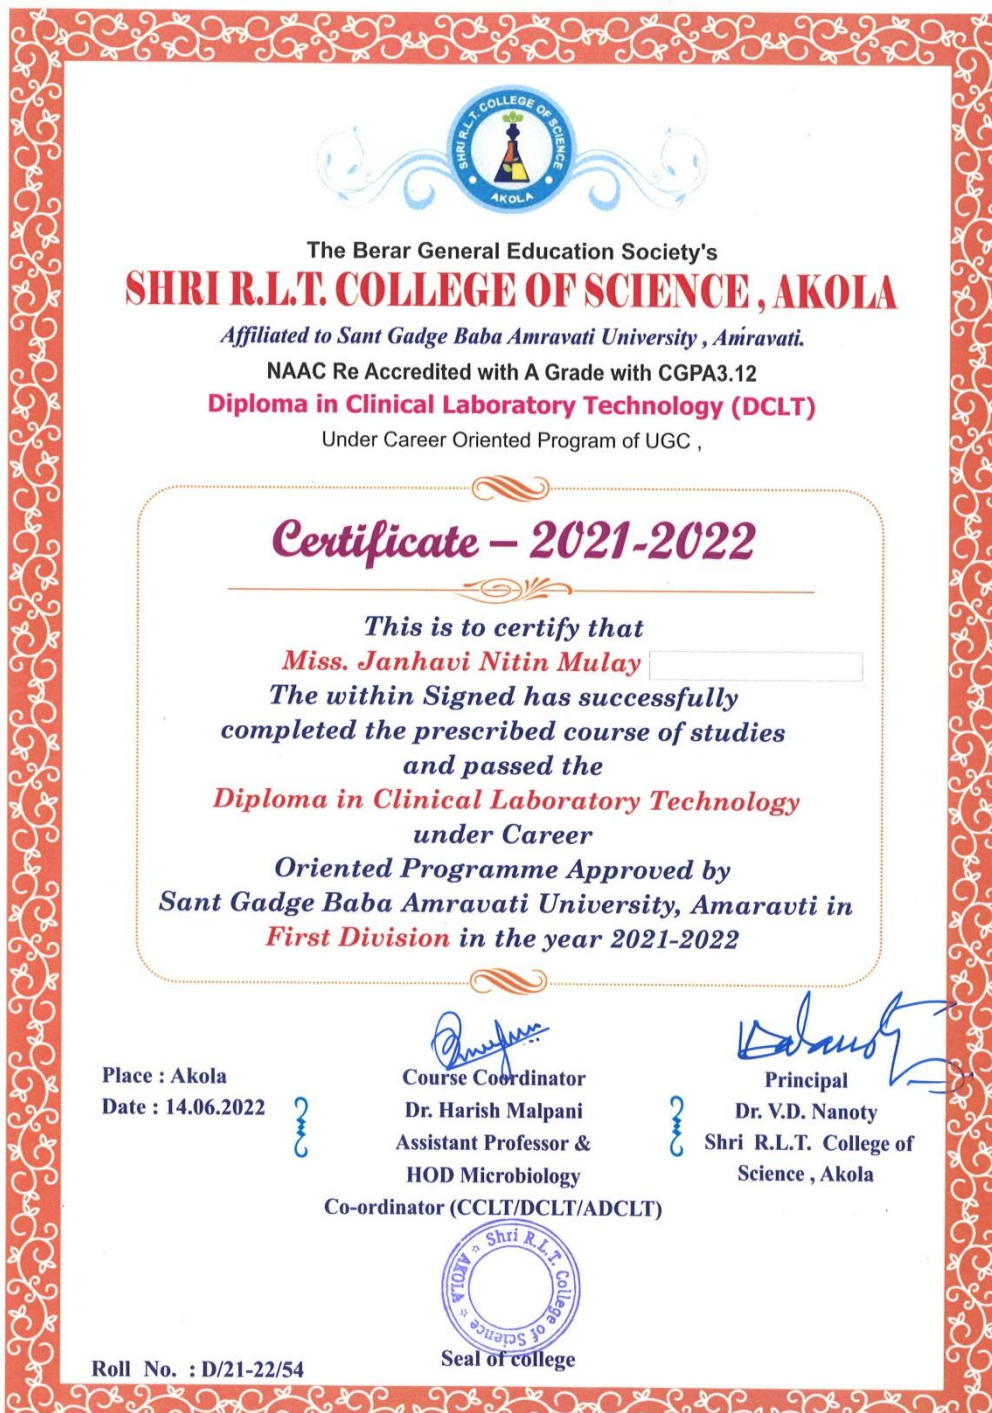 SHRI R.L.T. COLLEGE OF SCIENCE
AKOLA
The Berar General Education Society's
SHRI R.L.T. COLLEGE OF SCIENCE , AKOLA
Affiliated to Sant Gadge Baba Amravati University , Amravati.
NAAC Re Accredited with A Grade with CGPA3.12
Diploma in Clinical Laboratory Technology (DCLT)
Under Career Oriented Program of UGC ,
Certificate – 2021-2022
This is to certify that
Miss. Janhavi Nitin Mulay
The within Signed has successfully
completed the prescribed course of studies
and passed the
Diploma in Clinical Laboratory Technology
under Career
Oriented Programme Approved by
Sant Gadge Baba Amravati University, Amaravti in
First Division in the year 2021-2022
Place : Akola
Date : 14.06.2022
Course Coordinator
Dr. Harish Malpani
Assistant Professor &
HOD Microbiology
Co-ordinator (CCLT/DCLT/ADCLT)
Principal
Dr. V.D. Nanoty
Shri R.L.T. College of
Science , Akola
Shri R.L.T. College of Science
AKOLA
Seal of college
Roll No. : D/21-22/54